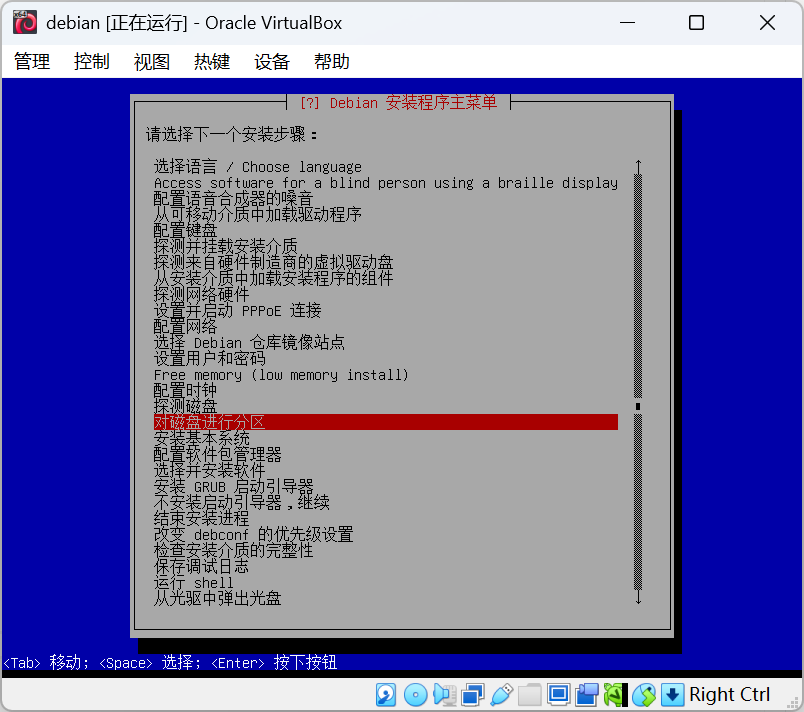 debian [正在运行] - Oracle VirtualBox
管理 控制 视图 热键 设备 帮助
[?] Debian 安装程序主菜单
请选择下一个安装步骤：
选择语言 / Choose language
Access software for a blind person using a braille display
配置语音合成器的嗓音
从可移动介质中加载驱动程序
配置键盘
探测并挂载安装介质
探测来自硬件制造商的虚拟驱动盘
从安装介质中加载安装程序的组件
探测网络硬件
设置并启动 PPPoE 连接
配置网络
选择 Debian 仓库镜像站点
设置用户和密码
Free memory (low memory install)
配置时钟
探测磁盘
对磁盘进行分区
安装基本系统
配置软件包管理器
选择并安装软件
安装 GRUB 启动引导器
不安装启动引导器，继续
结束安装进程
改变 debconf 的优先级设置
检查安装介质的完整性
保存调试日志
运行 shell
从光驱中弹出光盘
<Tab> 移动; <Space> 选择; <Enter> 按下按钮
Right Ctrl